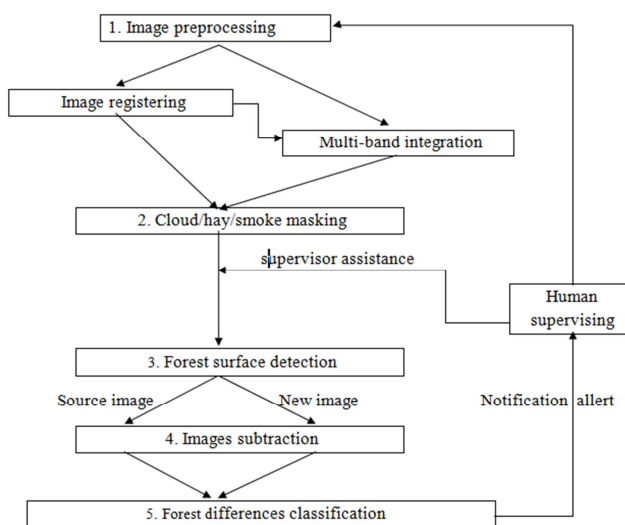 1. Image preprocessing
Image registering
Multi-band integration
2. Cloud/hay/smoke masking
supervisor assistance
Human
supervising
3. Forest surface detection
Source image
New image
Notification allert
4. Images subtraction
5. Forest differences classification